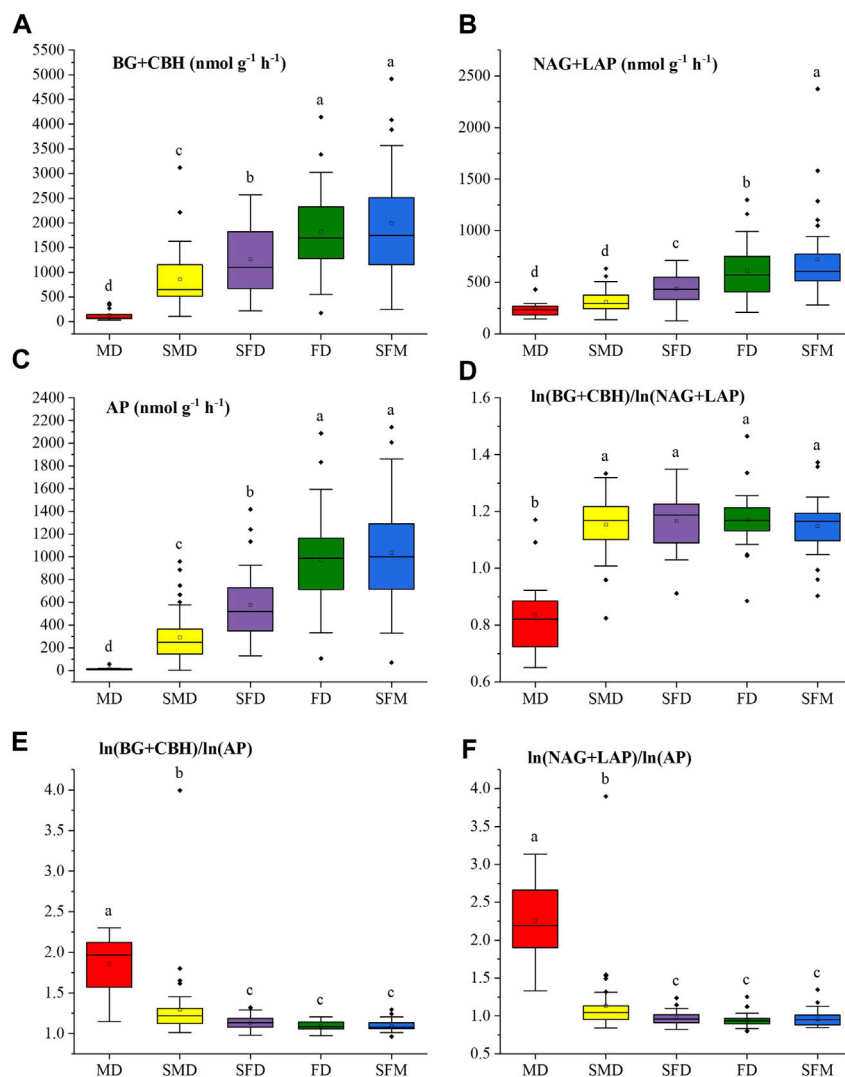 A
BG+CBH (nmol g⁻¹ h⁻¹)
5500
5000
4500
4000
3500
3000
2500
2000
1500
1000
500
0
d
c
b
a
a
MD SMD SFD FD SFM
B
NAG+LAP (nmol g⁻¹ h⁻¹)
2500
2000
1500
1000
500
0
d
d
c
b
a
MD SMD SFD FD SFM
C
AP (nmol g⁻¹ h⁻¹)
2400
2200
2000
1800
1600
1400
1200
1000
800
600
400
200
0
d
c
b
a
a
MD SMD SFD FD SFM
D
ln(BG+CBH)/ln(NAG+LAP)
1.6
1.4
1.2
1.0
0.8
0.6
b
a
a
a
a
MD SMD SFD FD SFM
E
ln(BG+CBH)/ln(AP)
4.0
3.5
3.0
2.5
2.0
1.5
1.0
a
b
c
c
c
MD SMD SFD FD SFM
F
ln(NAG+LAP)/ln(AP)
4.0
3.5
3.0
2.5
2.0
1.5
1.0
0.5
a
b
c
c
c
MD SMD SFD FD SFM